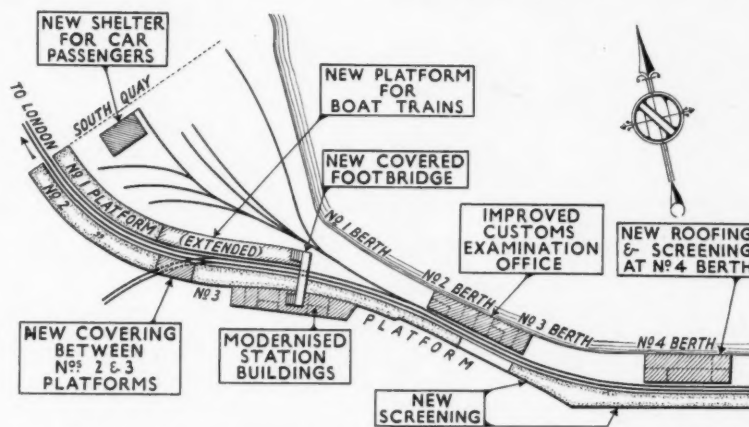 NEW SHELTER
FOR CAR
PASSENGERS
NEW PLATFORM
FOR
BOAT TRAINS
NEW COVERED
FOOTBRIDGE
IMPROVED
CUSTOMS
EXAMINATION
OFFICE
NEW ROOFING
& SCREENING
AT Nº 4 BERTH
TO LONDON
SOUTH QUAY
Nº 1 PLATFORM
(EXTENDED)
Nº 2 "
Nº 3
PLATFORM
Nº 1 BERTH
Nº 2 BERTH
Nº 3 BERTH
Nº 4 BERTH
NEW COVERING
BETWEEN
Nºs 2 & 3
PLATFORMS
MODERNISED
STATION
BUILDINGS
NEW
SCREENING